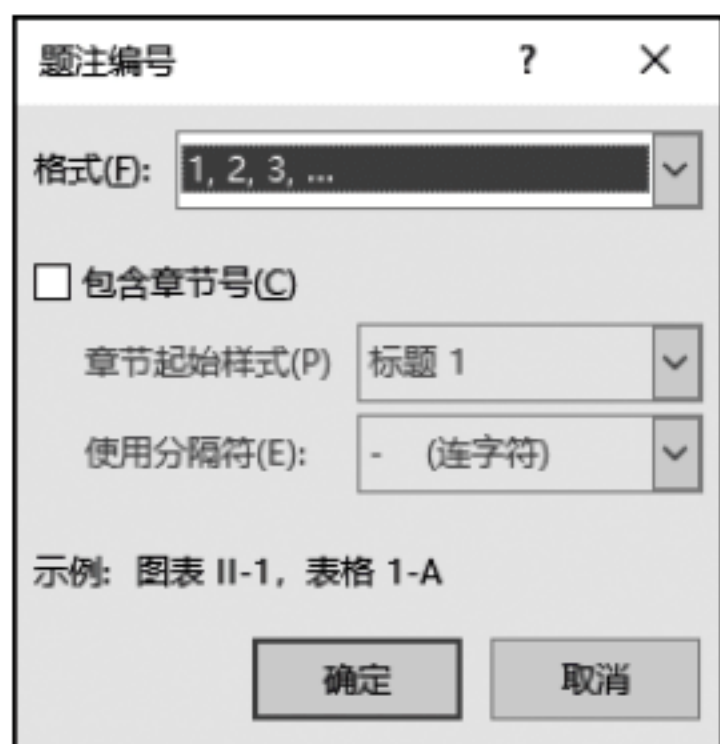 题注编号 ?
格式(F): 1, 2, 3, ...
包含章节号(C)
章节起始样式(P) 标题 1
使用分隔符(E): - (连字符)
示例: 图表 II-1, 表格 1-A
确定 取消